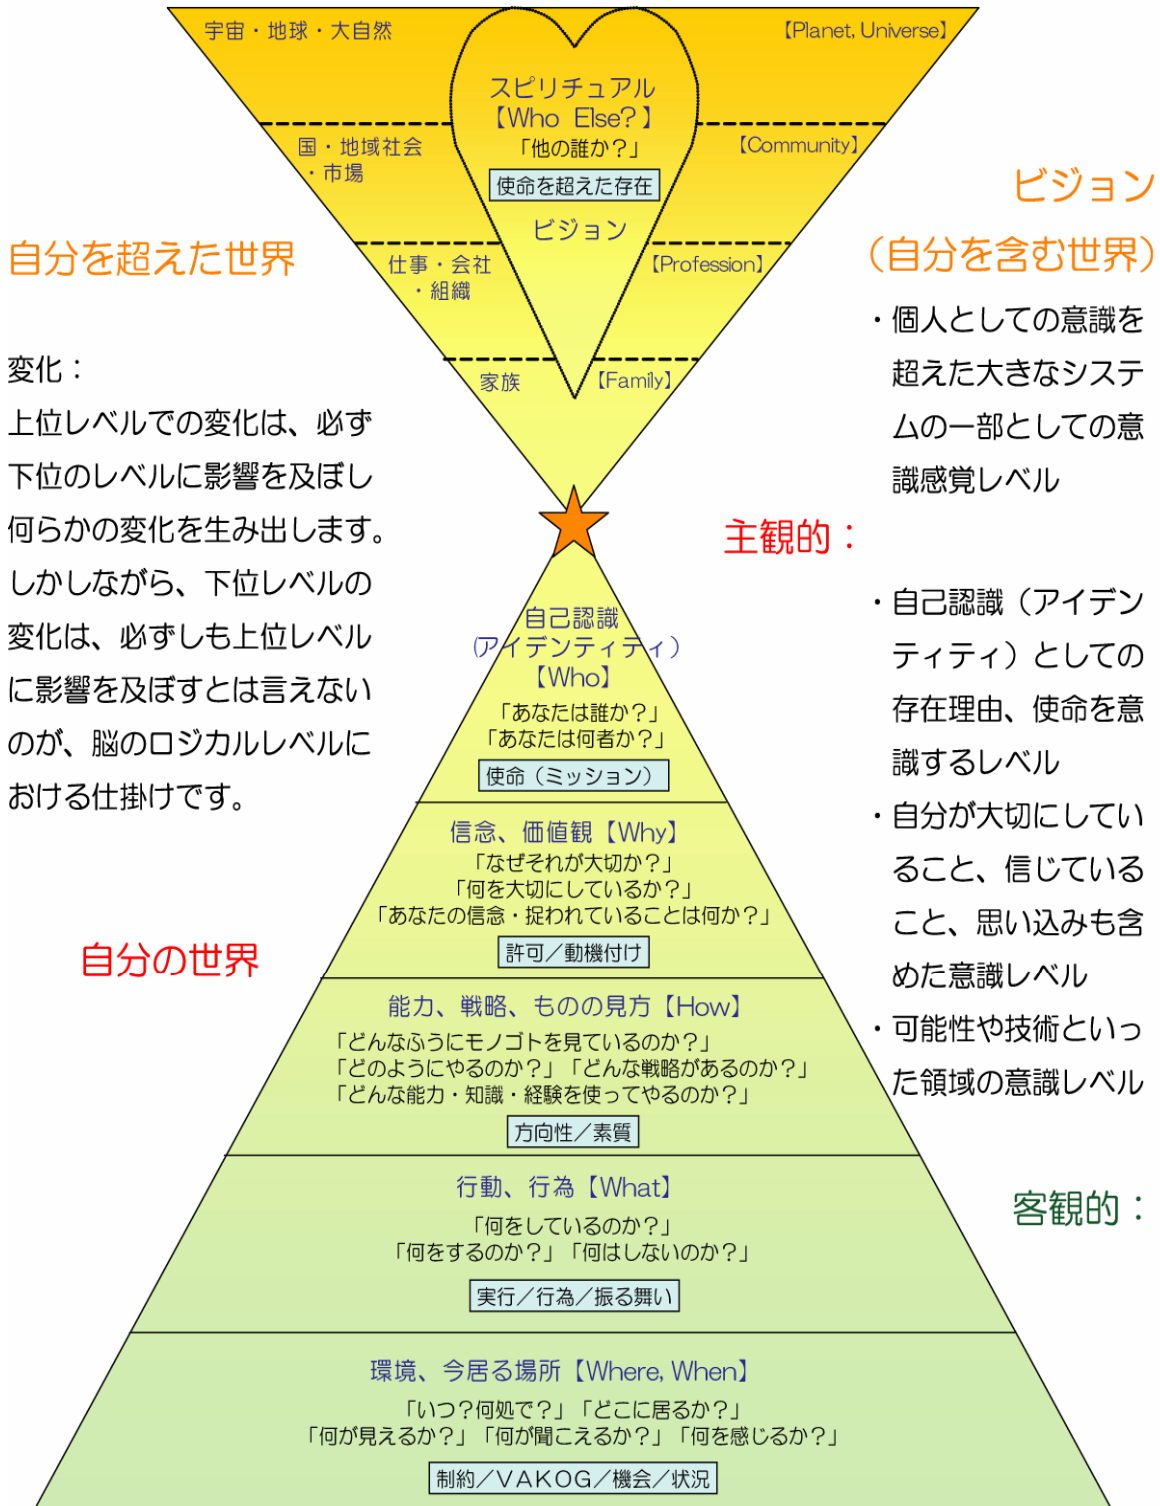 宇宙・地球・大自然
【Planet, Universe】
スピリチュアル
【Who Else?】
「他の誰か?」
使命を超えた存在
ビジョン
国・地域社会
・市場
【Community】
仕事・会社
・組織
【Profession】
家族
【Family】
自分を超えた世界
変化:
上位レベルでの変化は、必ず
下位のレベルに影響を及ぼし
何らかの変化を生み出します。
しかしながら、下位レベルの
変化は、必ずしも上位レベル
に影響を及ぼすとは言えない
のが、脳のロジカルレベルに
おける仕掛けです。
自分の世界
ビジョン
(自分を含む世界)
・個人としての意識を
超えた大きなシステ
ムの一部としての意
識感覚レベル
主観的:
・自己認識(アイデン
ティティ)としての
存在理由、使命を意
識するレベル
・自分が大切にしてい
ること、信じている
こと、思い込みも含
めた意識レベル
・可能性や技術といっ
た領域の意識レベル
客観的:
自己認識
(アイデンティティ)
【Who】
「あなたは誰か?」
「あなたは何者か?」
使命(ミッション)
信念、価値観【Why】
「なぜそれが大切か?」
「何を大切にしているか?」
「あなたの信念・捉われていることは何か?」
許可/動機付け
能力、戦略、ものの見方【How】
「どんなふうにモノゴトを見ているのか?」
「どのようにやるのか?」「どんな戦略があるのか?」
「どんな能力・知識・経験を使ってやるのか?」
方向性/素質
行動、行為【What】
「何をしているのか?」
「何をするのか?」「何はしないのか?」
実行/行為/振る舞い
環境、今居る場所【Where, When】
「いつ?何処で?」「どこに居るか?」
「何が見えるか?」「何が聞こえるか?」「何を感じるか?」
制約/VAKOG/機会/状況